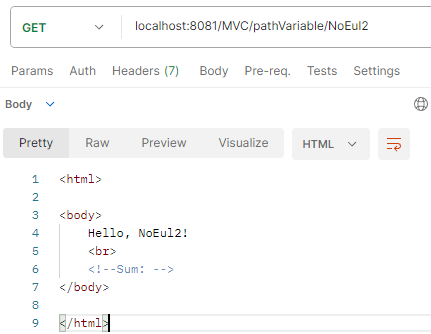 GET localhost:8081/MVC/pathVariable/NoEul2
Params Auth Headers (7) Body Pre-req. Tests Settings
Body
Pretty Raw Preview Visualize HTML
1 <html>
2
3 <body>
4 Hello, NoEul2!
5 <br>
6 <!--Sum: -->
7 </body>
8
9 </html>